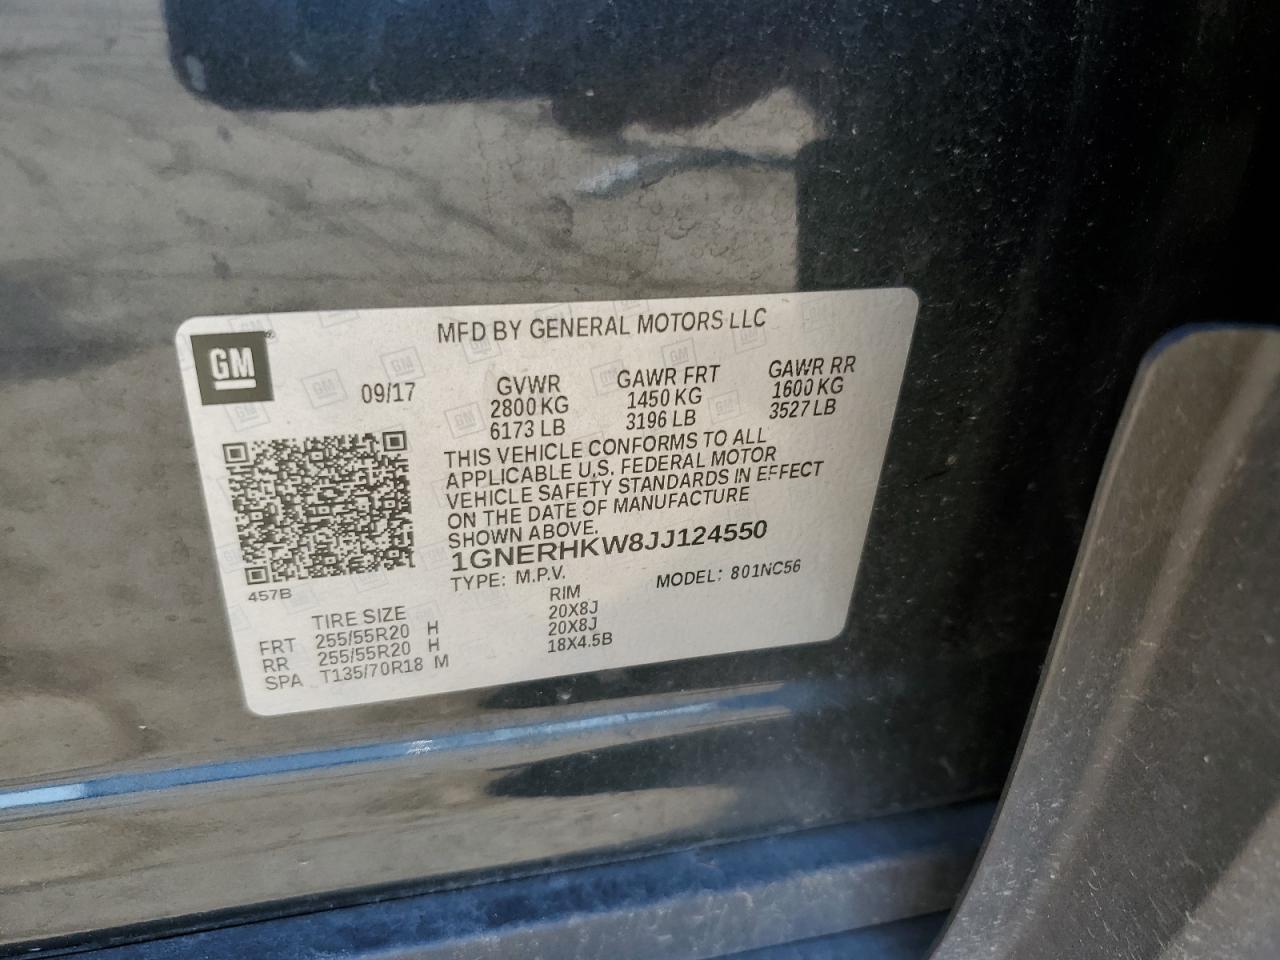 GM
MFD BY GENERAL MOTORS LLC
09/17
GVWR GAWR FRT GAWR RR
2800 KG 1450 KG 1600 KG
6173 LB 3196 LB 3527 LB
THIS VEHICLE CONFORMS TO ALL
APPLICABLE U.S. FEDERAL MOTOR
VEHICLE SAFETY STANDARDS IN EFFECT
ON THE DATE OF MANUFACTURE
SHOWN ABOVE.
1GNERHKW8JJ124550
TYPE: M.P.V. MODEL: 801NC56
457B
TIRE SIZE RIM
FRT 255/55R20 H 20X8J
RR 255/55R20 H 20X8J
SPA T135/70R18 M 18X4.5B